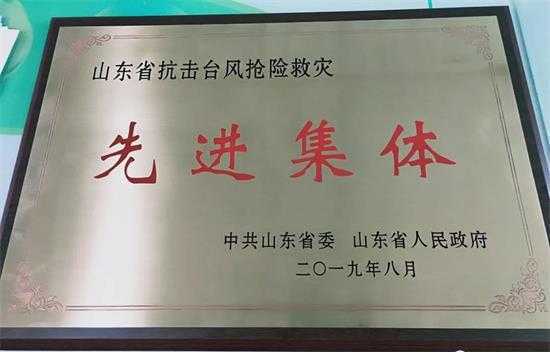 山东省抗击台风抢险救灾
先进集体
中共山东省委 山东省人民政府
二〇一九年八月